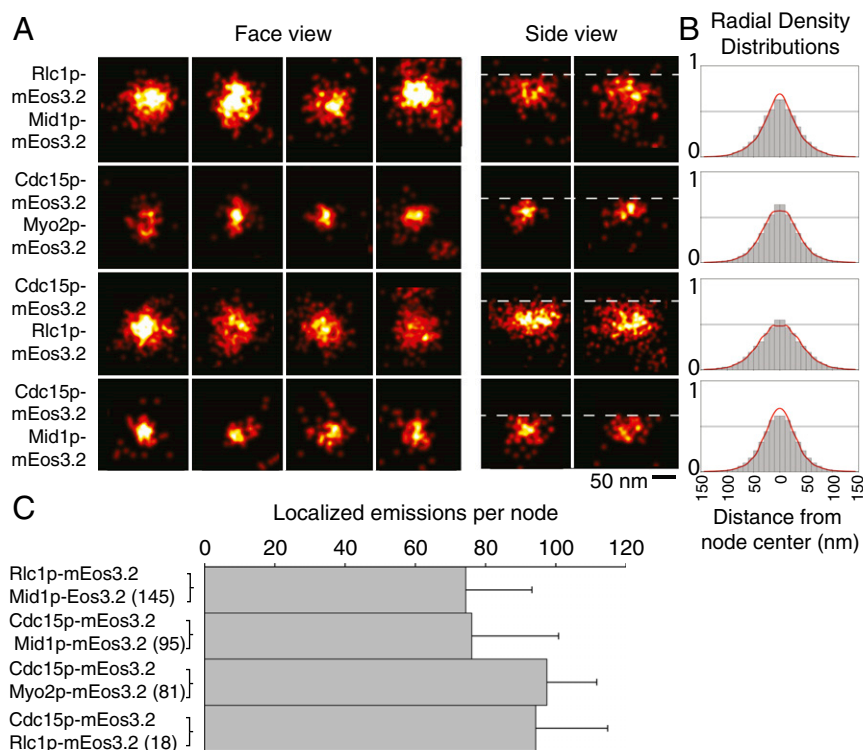 A
Face view
Side view
B
Radial Density
Distributions
Rlc1p-
mEos3.2
Mid1p-
mEos3.2
Cdc15p-
mEos3.2
Myo2p-
mEos3.2
Cdc15p-
mEos3.2
Rlc1p-
mEos3.2
Cdc15p-
mEos3.2
Mid1p-
mEos3.2
1
0
1
0
1
0
1
0
50 nm
150 100 50 0 50 100 150
Distance from
node center (nm)
C
Localized emissions per node
0 20 40 60 80 100 120
Rlc1p-mEos3.2
Mid1p-Eos3.2 (145)
Cdc15p-mEos3.2
Mid1p-mEos3.2 (95)
Cdc15p-mEos3.2
Myo2p-mEos3.2 (81)
Cdc15p-mEos3.2
Rlc1p-mEos3.2 (18)